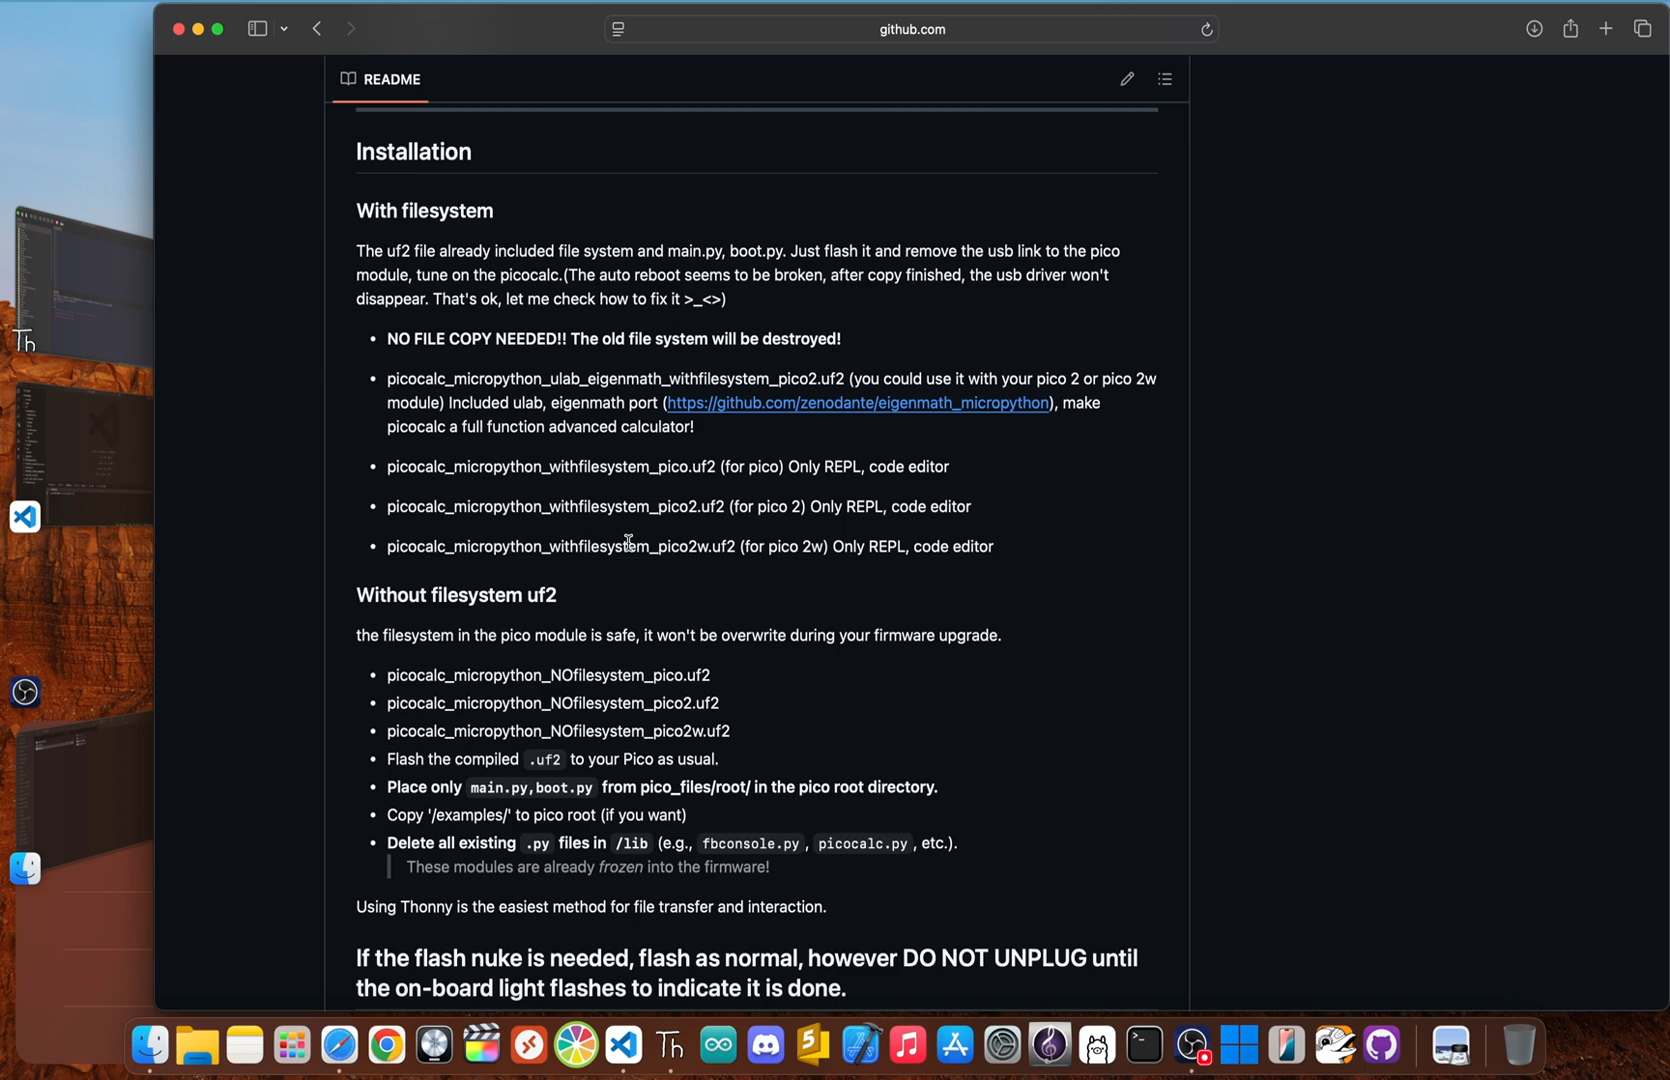 github.com
README
Installation
With filesystem
The uf2 file already included file system and main.py, boot.py. Just flash it and remove the usb link to the pico
module, tune on the picocalc.(The auto reboot seems to be broken, after copy finished, the usb driver won't
disappear. That's ok, let me check how to fix it >_<>)
• NO FILE COPY NEEDED!! The old file system will be destroyed!
• picocalc_micropython_ulab_eigenmath_withfilesystem_pico2.uf2 (you could use it with your pico 2 or pico 2w
module) Included ulab, eigenmath port (https://github.com/zenodante/eigenmath_micropython), make
picocalc a full function advanced calculator!
• picocalc_micropython_withfilesystem_pico.uf2 (for pico) Only REPL, code editor
• picocalc_micropython_withfilesystem_pico2.uf2 (for pico 2) Only REPL, code editor
• picocalc_micropython_withfilesystem_pico2w.uf2 (for pico 2w) Only REPL, code editor
Without filesystem uf2
the filesystem in the pico module is safe, it won't be overwrite during your firmware upgrade.
• picocalc_micropython_NOfilesystem_pico.uf2
• picocalc_micropython_NOfilesystem_pico2.uf2
• picocalc_micropython_NOfilesystem_pico2w.uf2
• Flash the compiled .uf2 to your Pico as usual.
• Place only main.py,boot.py from pico_files/root/ in the pico root directory.
• Copy '/examples/' to pico root (if you want)
• Delete all existing .py files in /lib (e.g., fbconsole.py, picocalc.py, etc.).
These modules are already frozen into the firmware!
Using Thonny is the easiest method for file transfer and interaction.
If the flash nuke is needed, flash as normal, however DO NOT UNPLUG until
the on-board light flashes to indicate it is done.
Th
Th
5